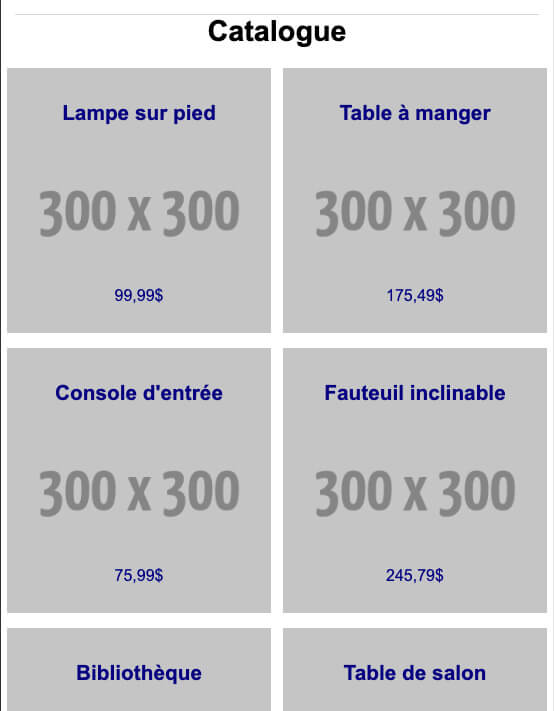 Catalogue
Lampe sur pied
300 x 300
99,99$
Table à manger
300 x 300
175,49$
Console d'entrée
300 x 300
75,99$
Fauteuil inclinable
300 x 300
245,79$
Bibliothèque
Table de salon